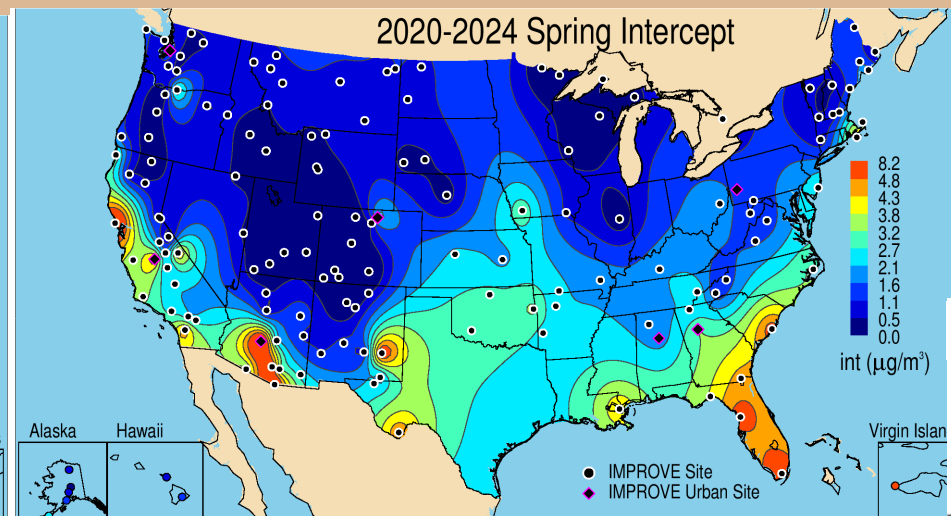 2020-2024 Spring Intercept
8.2
4.8
4.3
3.8
3.2
2.7
2.1
1.6
1.1
0.5
0.0
int (µg/m³)
Alaska
Hawaii
Virgin Islan
IMPROVE Site
IMPROVE Urban Site